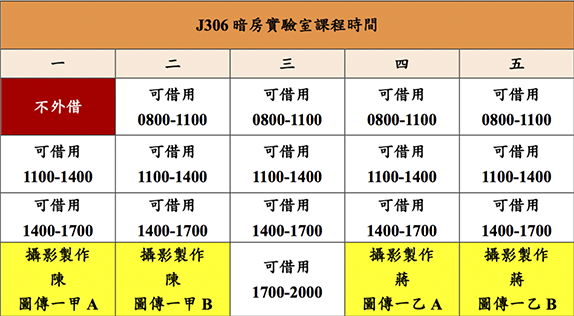 J306 暗房實驗室課程時間
一 二 三 四 五
不外借 可借用 可借用 可借用 可借用
0800-1100 0800-1100 0800-1100 0800-1100
可借用 可借用 可借用 可借用 可借用
1100-1400 1100-1400 1100-1400 1100-1400 1100-1400
可借用 可借用 可借用 可借用 可借用
1400-1700 1400-1700 1400-1700 1400-1700 1400-1700
攝影製作 攝影製作 可借用 攝影製作 攝影製作
陳 陳 1700-2000 蔣 蔣
圖傳一甲 A 圖傳一甲 B 圖傳一乙 A 圖傳一乙 B